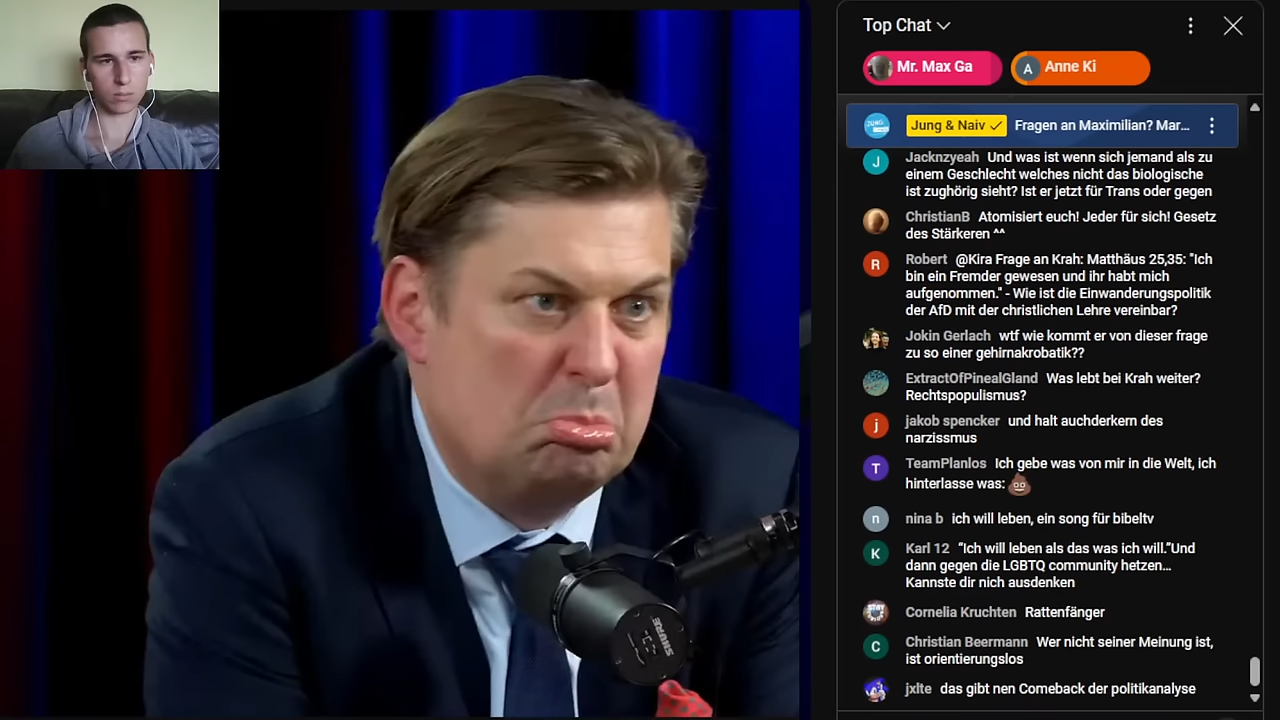 Top Chat
Mr. Max Ga
A
Anne Ki
JUNG
Jung & Naiv
Fragen an Maximilian? Mar...
J
Jacknzyeah Und was ist wenn sich jemand als zu
einem Geschlecht welches nicht das biologische
ist zughörig sieht? Ist er jetzt für Trans oder gegen
ChristianB Atomisiert euch! Jeder für sich! Gesetz
des Stärkeren ^^
R
Robert @Kira Frage an Krah: Matthäus 25,35: "Ich
bin ein Fremder gewesen und ihr habt mich
aufgenommen." - Wie ist die Einwanderungspolitik
der AfD mit der christlichen Lehre vereinbar?
Jokin Gerlach wtf wie kommt er von dieser frage
zu so einer gehirnakrobatik??
ExtractOfPinealGland Was lebt bei Krah weiter?
Rechtspopulismus?
j
jakob spencker und halt auchderkern des
narzissmus
T
TeamPlanlos Ich gebe was von mir in die Welt, ich
hinterlasse was:💩
n
nina b ich will leben, ein song für bibeltv
K
Karl 12 “Ich will leben als das was ich will.”Und
dann gegen die LGBTQ community hetzen...
Kannste dir nich ausdenken
Cornelia Kruchten Rattenfänger
C
Christian Beermann Wer nicht seiner Meinung ist,
ist orientierungslos
jxlte das gibt nen Comeback der politikanalyse
SHURE